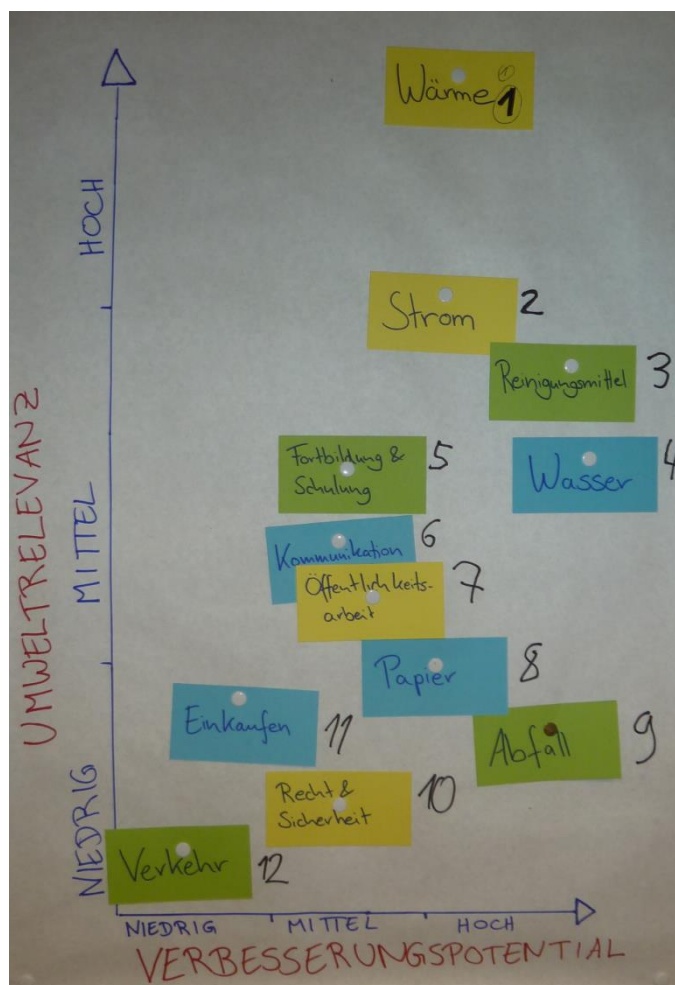 ①
Wärme 1
HOCH
Strom 2
Reinigungsmittel 3
Fortbildung &
Schulung 5
Wasser 4
UMWELTRELEVANZ
MITTEL
Kommunikation 6
Öffentlichkeits-
arbeit 7
Papier 8
Einkaufen 11
Abfall 9
NIEDRIG
Recht &
Sicherheit 10
Verkehr 12
NIEDRIG MITTEL HOCH
VERBESSERUNGSPOTENTIAL